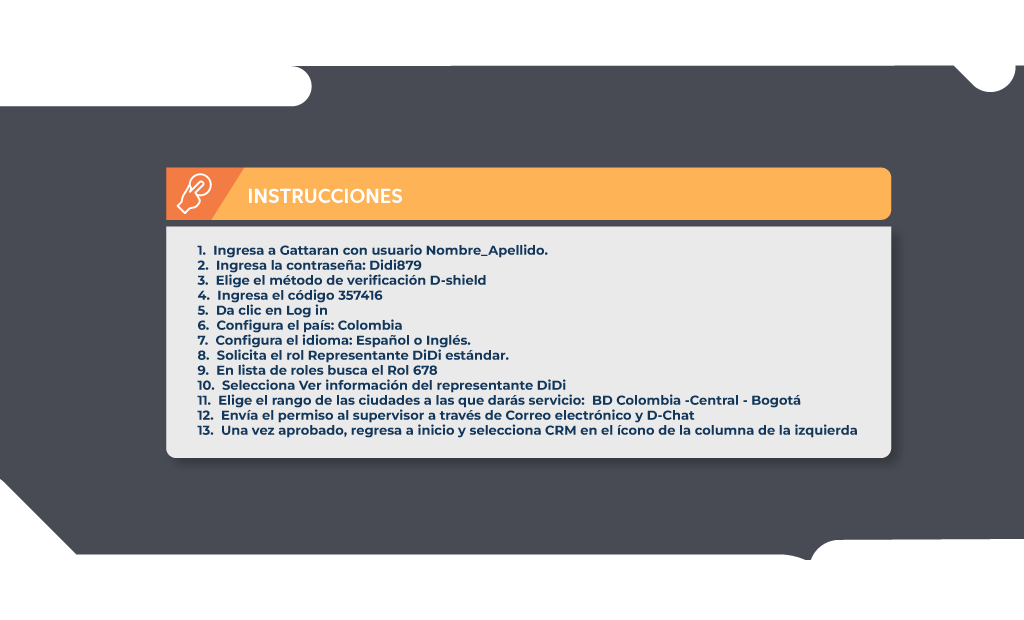 INSTRUCCIONES
1. Ingresa a Gattaran con usuario Nombre_Apellido.
2. Ingresa la contraseña: Didi879
3. Elige el método de verificación D-shield
4. Ingresa el código 357416
5. Da clic en Log in
6. Configura el país: Colombia
7. Configura el idioma: Español o Inglés.
8. Solicita el rol Representante DiDi estándar.
9. En lista de roles busca el Rol 678
10. Selecciona Ver información del representante DiDi
11. Elige el rango de las ciudades a las que darás servicio: BD Colombia -Central - Bogotá
12. Envía el permiso al supervisor a través de Correo electrónico y D-Chat
13. Una vez aprobado, regresa a inicio y selecciona CRM en el ícono de la columna de la izquierda